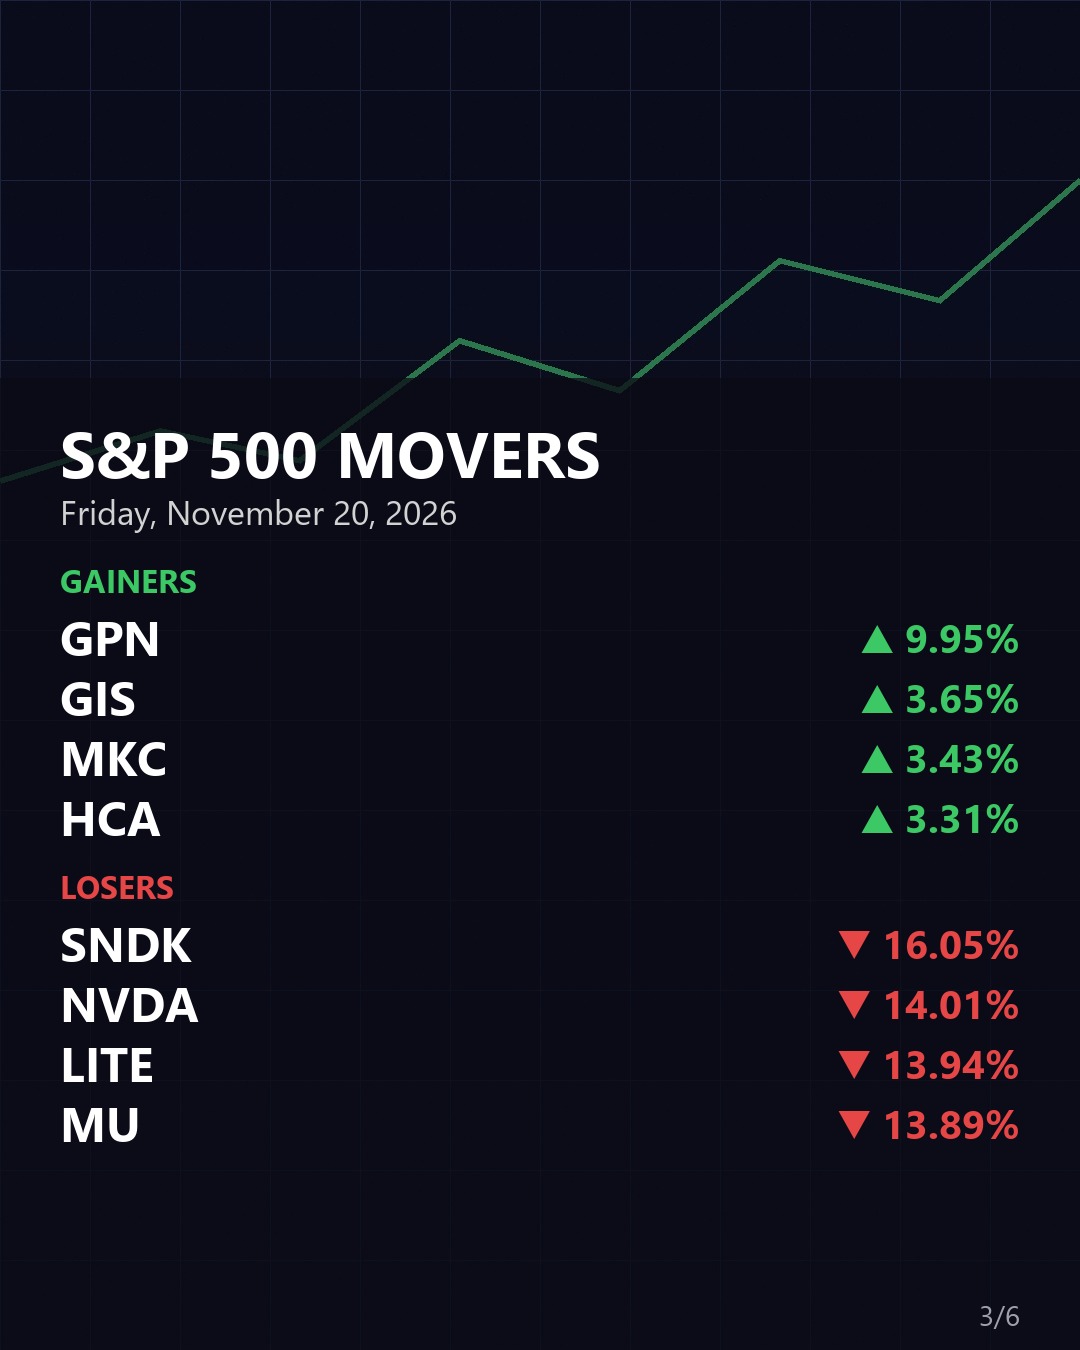 S&P 500 MOVERS
Friday, November 20, 2026
GAINERS
GPN ▲ 9.95%
GIS ▲ 3.65%
MKC ▲ 3.43%
HCA ▲ 3.31%
LOSERS
SNDK ▼ 16.05%
NVDA ▼ 14.01%
LITE ▼ 13.94%
MU ▼ 13.89%
3/6